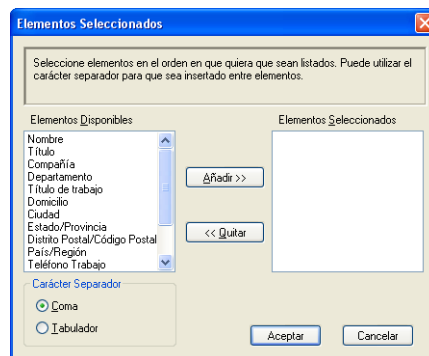 Elementos Seleccionados
Seleccione elementos en el orden en que quiera que sean listados. Puede utilizar el
carácter separador para que sea insertado entre elementos.
Elementos Disponibles
Elementos Seleccionados
Nombre
Título
Compañía
Departamento
Título de trabajo
Domicilio
Ciudad
Estado/Provincia
Distrito Postal/Código Postal
País/Región
Teléfono Trabajo
Añadir >>
<< Quitar
Carácter Separador
Coma
Tabulador
Aceptar
Cancelar